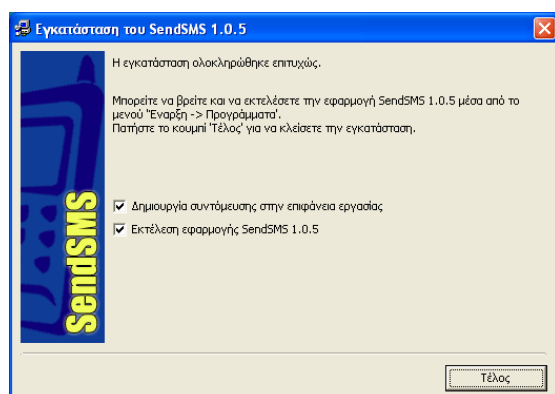 Εγκατάσταση του SendSMS 1.0.5
Η εγκατάσταση ολοκληρώθηκε επιτυχώς.
Μπορείτε να βρείτε και να εκτελέσετε την εφαρμογή SendSMS 1.0.5 μέσα από το
μενού 'Έναρξη -> Προγράμματα'.
Πατήστε το κουμπί 'Τέλος' για να κλείσετε την εγκατάσταση.
SendSMS
Δημιουργία συντόμευσης στην επιφάνεια εργασίας
Εκτέλεση εφαρμογής SendSMS 1.0.5
Τέλος